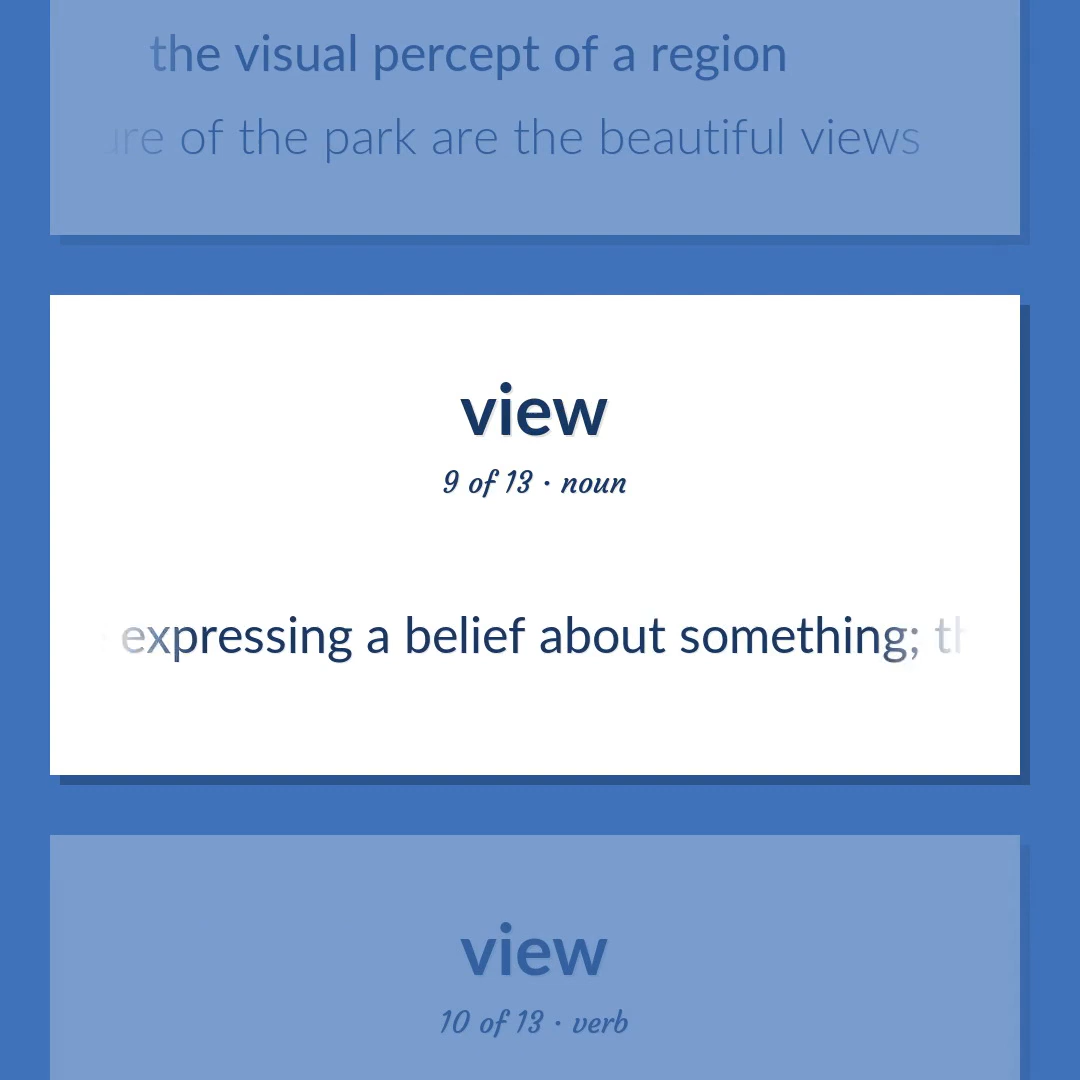 the visual percept of a region
of the park are the beautiful views
view
9 of 13 · noun
expressing a belief about something;
view
10 of 13 · verb